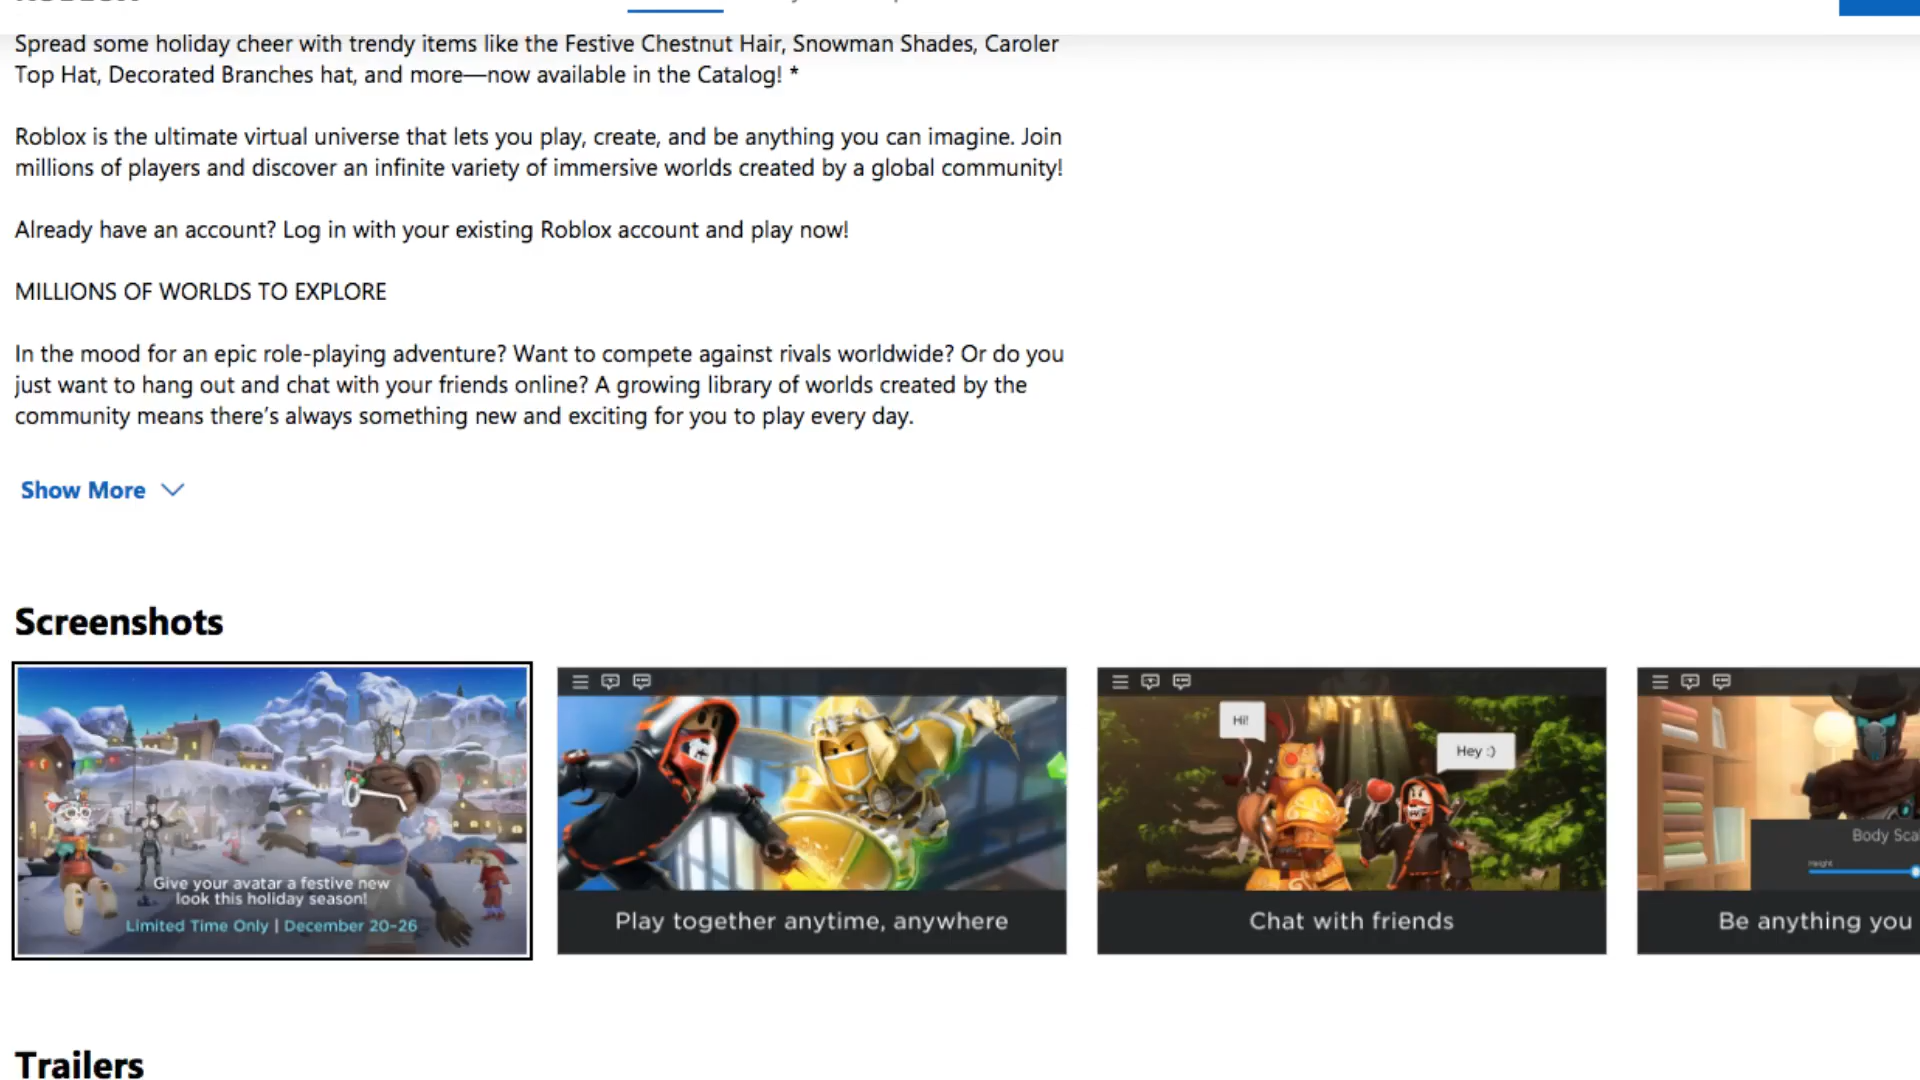 Spread some holiday cheer with trendy items like the Festive Chestnut Hair, Snowman Shades, Caroler
Top Hat, Decorated Branches hat, and more—now available in the Catalog! *
Roblox is the ultimate virtual universe that lets you play, create, and be anything you can imagine. Join
millions of players and discover an infinite variety of immersive worlds created by a global community!
Already have an account? Log in with your existing Roblox account and play now!
MILLIONS OF WORLDS TO EXPLORE
In the mood for an epic role-playing adventure? Want to compete against rivals worldwide? Or do you
just want to hang out and chat with your friends online? A growing library of worlds created by the
community means there’s always something new and exciting for you to play every day.
Show More
Screenshots
Give your avatar a festive new
look this holiday season!
Limited Time Only | December 20-26
Play together anytime, anywhere
Hi!
Hey :)
Chat with friends
Body Sca
Height
Be anything you
Trailers